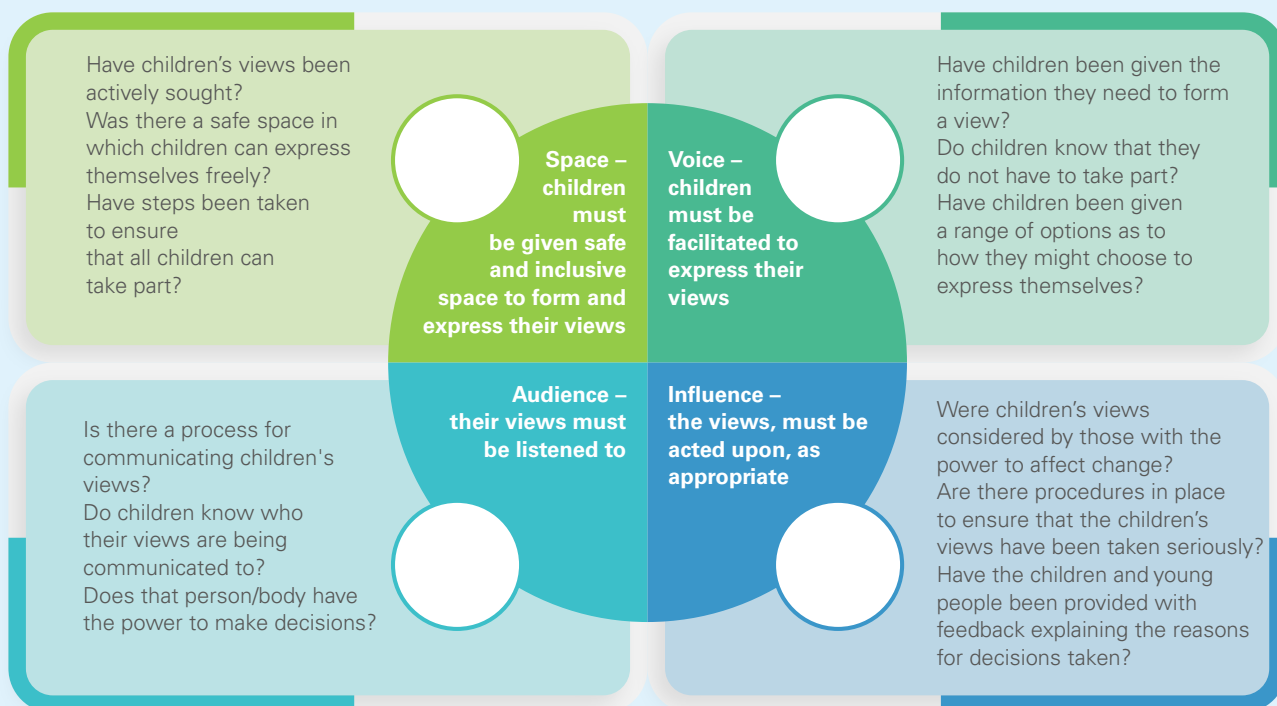 Have children’s views been
actively sought?
Was there a safe space in
which children can express
themselves freely?
Have steps been taken
to ensure
that all children can
take part?
Space –
children
must
be given safe
and inclusive
space to form and
express their views
Voice –
children
must be
facilitated to
express their
views
Have children been given the
information they need to form
a view?
Do children know that they
do not have to take part?
Have children been given
a range of options as to
how they might choose to
express themselves?
Is there a process for
communicating children's
views?
Do children know who
their views are being
communicated to?
Does that person/body have
the power to make decisions?
Audience –
their views must
be listened to
Influence –
the views, must be
acted upon, as
appropriate
Were children’s views
considered by those with the
power to affect change?
Are there procedures in place
to ensure that the children’s
views have been taken seriously?
Have the children and young
people been provided with
feedback explaining the reasons
for decisions taken?